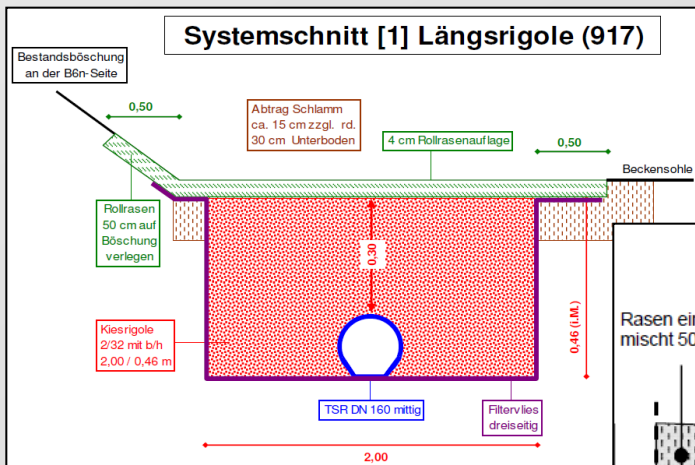 Systemschnitt [1] Längsrigole (917)
Bestandsböschung
an der B6n-Seite
0,50
Abtrag Schlamm
ca. 15 cm zzgl. rd.
30 cm Unterboden
4 cm Rollrasenauflage
0,50
Beckensohle
Rollrasen
50 cm auf
Böschung
verlegen
0,30
0,46 (i.M.)
Kiesrigole
2/32 mit b/h
2,00 / 0,46 m
TSR DN 160 mittig
Filtervlies
dreiseitig
2,00
Rasen ein
mischt 50